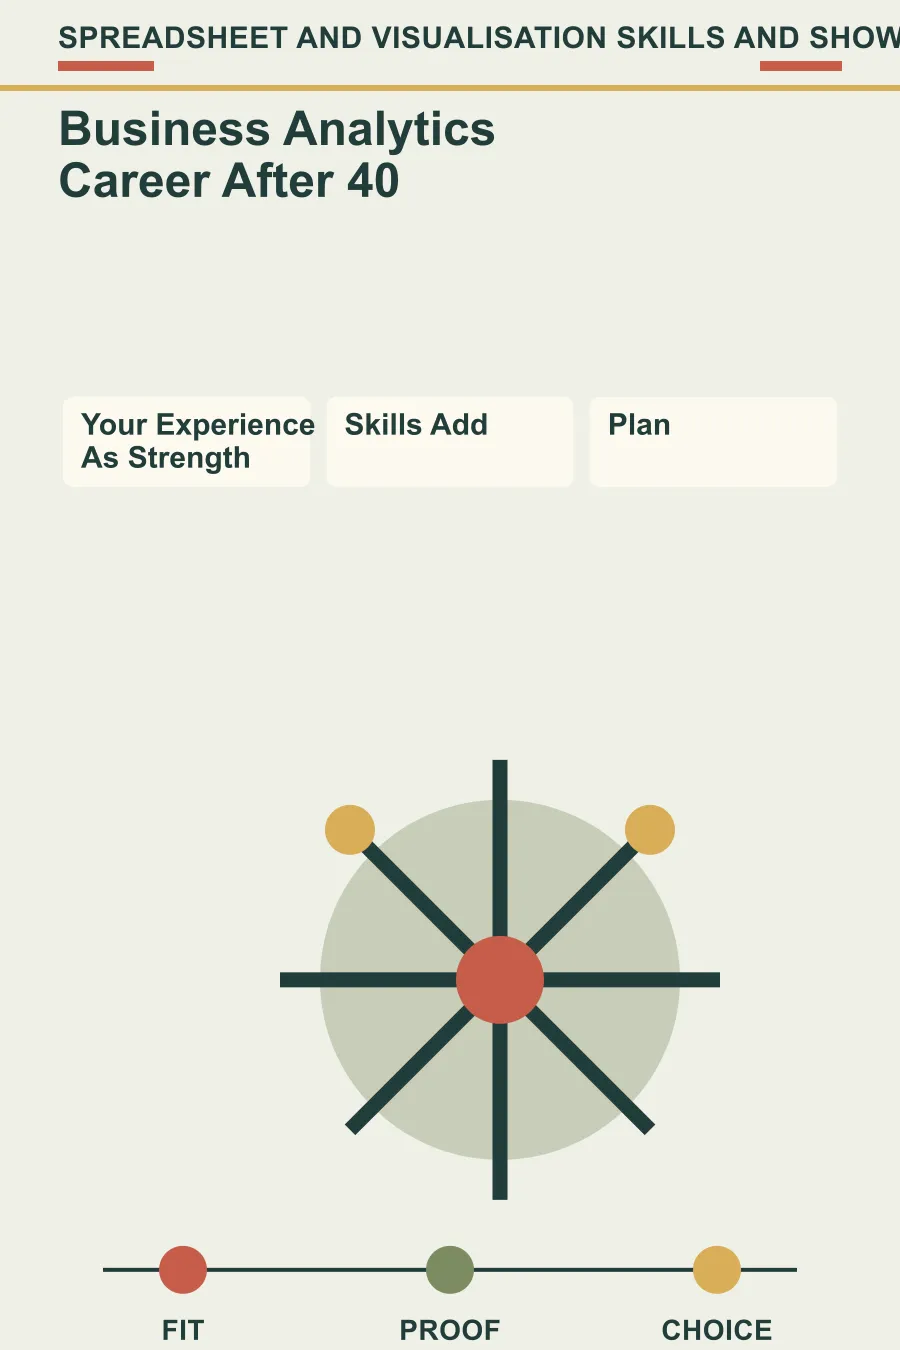 SPREADSHEET AND VISUALISATION SKILLS AND SHOW
Business Analytics
Career After 40
Your Experience
As Strength
Skills Add
Plan
FIT
PROOF
CHOICE